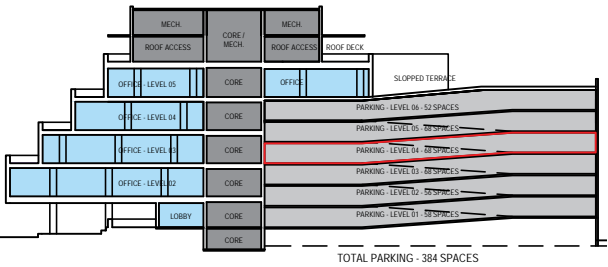 MECH.
CORE /
MECH.
MECH.
ROOF ACCESS
ROOF ACCESS
ROOF DECK
OFFICE - LEVEL 05
CORE
OFFICE
SLOPPED TERRACE
OFFICE - LEVEL 04
CORE
PARKING - LEVEL 06 - 52 SPACES
PARKING - LEVEL 05 - 68 SPACES
OFFICE - LEVEL 03
CORE
PARKING - LEVEL 04 - 68 SPACES
PARKING - LEVEL 03 - 68 SPACES
OFFICE - LEVEL 02
CORE
PARKING - LEVEL 02 - 56 SPACES
LOBBY
CORE
PARKING - LEVEL 01 - 58 SPACES
CORE
TOTAL PARKING - 384 SPACES